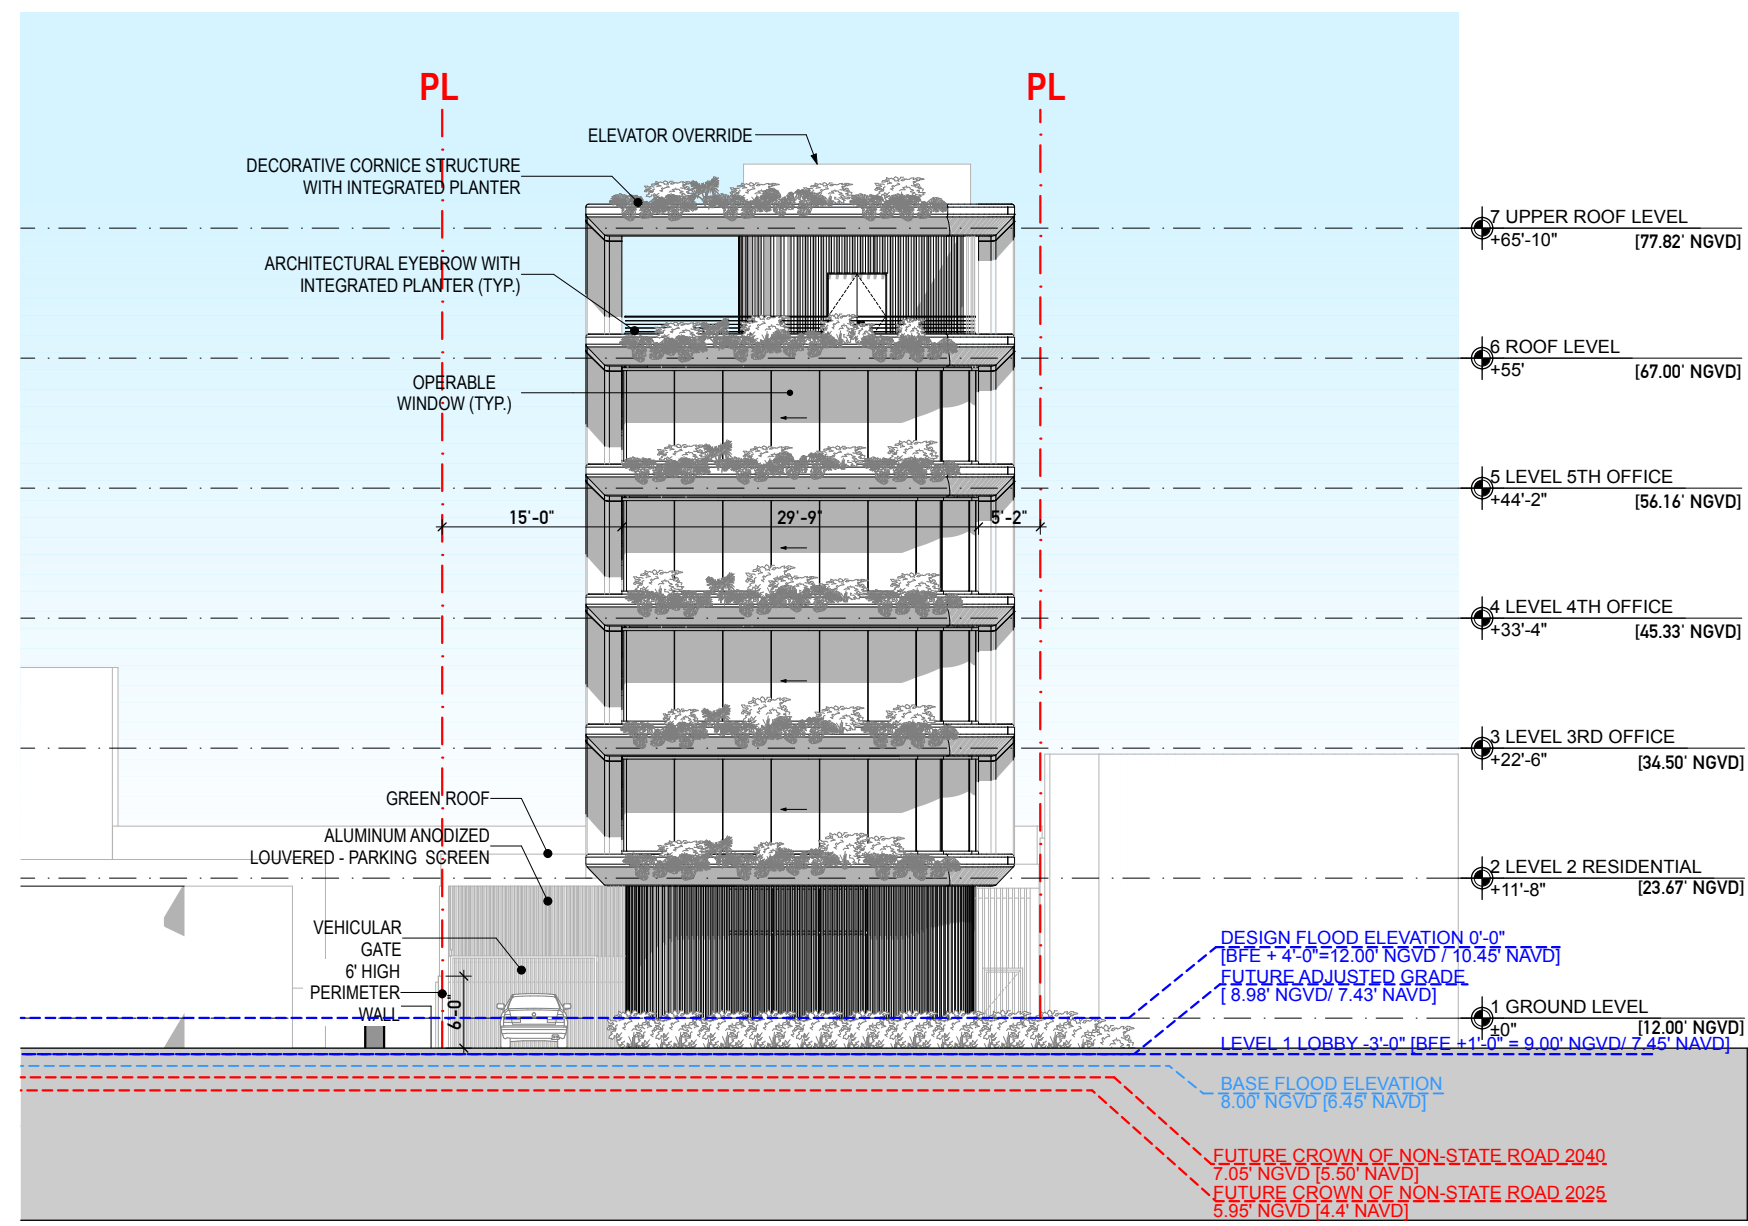 PL
PL
ELEVATOR OVERRIDE
DECORATIVE CORNICE STRUCTURE
WITH INTEGRATED PLANTER
ARCHITECTURAL EYEBROW WITH
INTEGRATED PLANTER (TYP.)
OPERABLE
WINDOW (TYP.)
15'-0"
29'-9"
5'-2"
GREEN ROOF
ALUMINUM ANODIZED
LOUVERED - PARKING SCREEN
VEHICULAR
GATE
6' HIGH
PERIMETER
WALL
6'-0"
7 UPPER ROOF LEVEL
+65'-10"
[77.82' NGVD]
6 ROOF LEVEL
+55'
[67.00' NGVD]
5 LEVEL 5TH OFFICE
+44'-2"
[56.16' NGVD]
4 LEVEL 4TH OFFICE
+33'-4"
[45.33' NGVD]
3 LEVEL 3RD OFFICE
+22'-6"
[34.50' NGVD]
2 LEVEL 2 RESIDENTIAL
+11'-8"
[23.67' NGVD]
DESIGN FLOOD ELEVATION 0'-0"
[BFE + 4'-0"=12.00' NGVD / 10.45' NAVD]
FUTURE ADJUSTED GRADE
[ 8.98' NGVD/ 7.43' NAVD]
1 GROUND LEVEL
±0"
[12.00' NGVD]
LEVEL 1 LOBBY -3'-0" [BFE +1'-0" = 9.00' NGVD/ 7.45' NAVD]
BASE FLOOD ELEVATION
8.00' NGVD [6.45' NAVD]
FUTURE CROWN OF NON-STATE ROAD 2040
7.05' NGVD [5.50' NAVD]
FUTURE CROWN OF NON-STATE ROAD 2025
5.95' NGVD [4.4' NAVD]